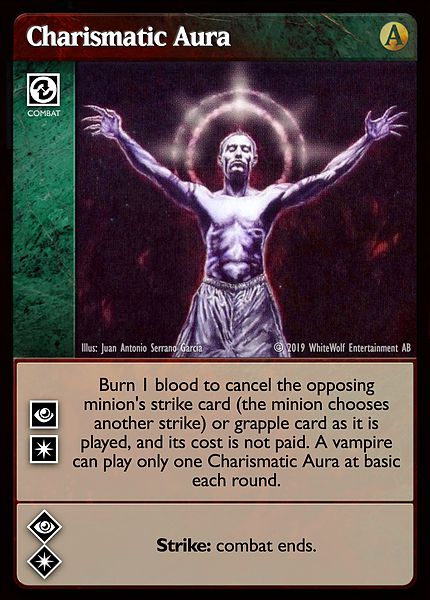 Charismatic Aura
A
COMBAT
Illus: Juan Antonio Serrano García
© 2019 WhiteWolf Entertainment AB
Burn 1 blood to cancel the opposing
minion's strike card (the minion chooses
another strike) or grapple card as it is
played, and its cost is not paid. A vampire
can play only one Charismatic Aura at basic
each round.
Strike: combat ends.